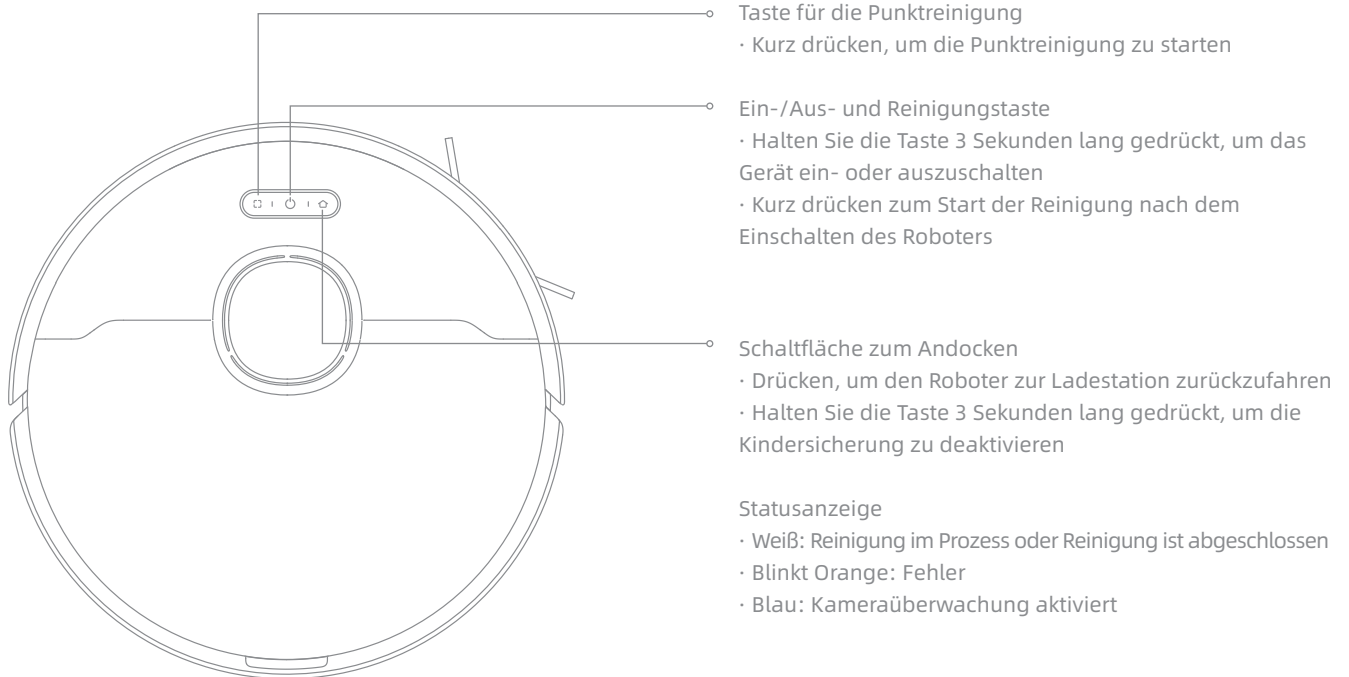 Taste für die Punktreinigung
· Kurz drücken, um die Punktreinigung zu starten
Ein-/Aus- und Reinigungstaste
· Halten Sie die Taste 3 Sekunden lang gedrückt, um das
Gerät ein- oder auszuschalten
· Kurz drücken zum Start der Reinigung nach dem
Einschalten des Roboters
Schaltfläche zum Andocken
· Drücken, um den Roboter zur Ladestation zurückzufahren
· Halten Sie die Taste 3 Sekunden lang gedrückt, um die
Kindersicherung zu deaktivieren
Statusanzeige
· Weiß: Reinigung im Prozess oder Reinigung ist abgeschlossen
· Blinkt Orange: Fehler
· Blau: Kameraüberwachung aktiviert